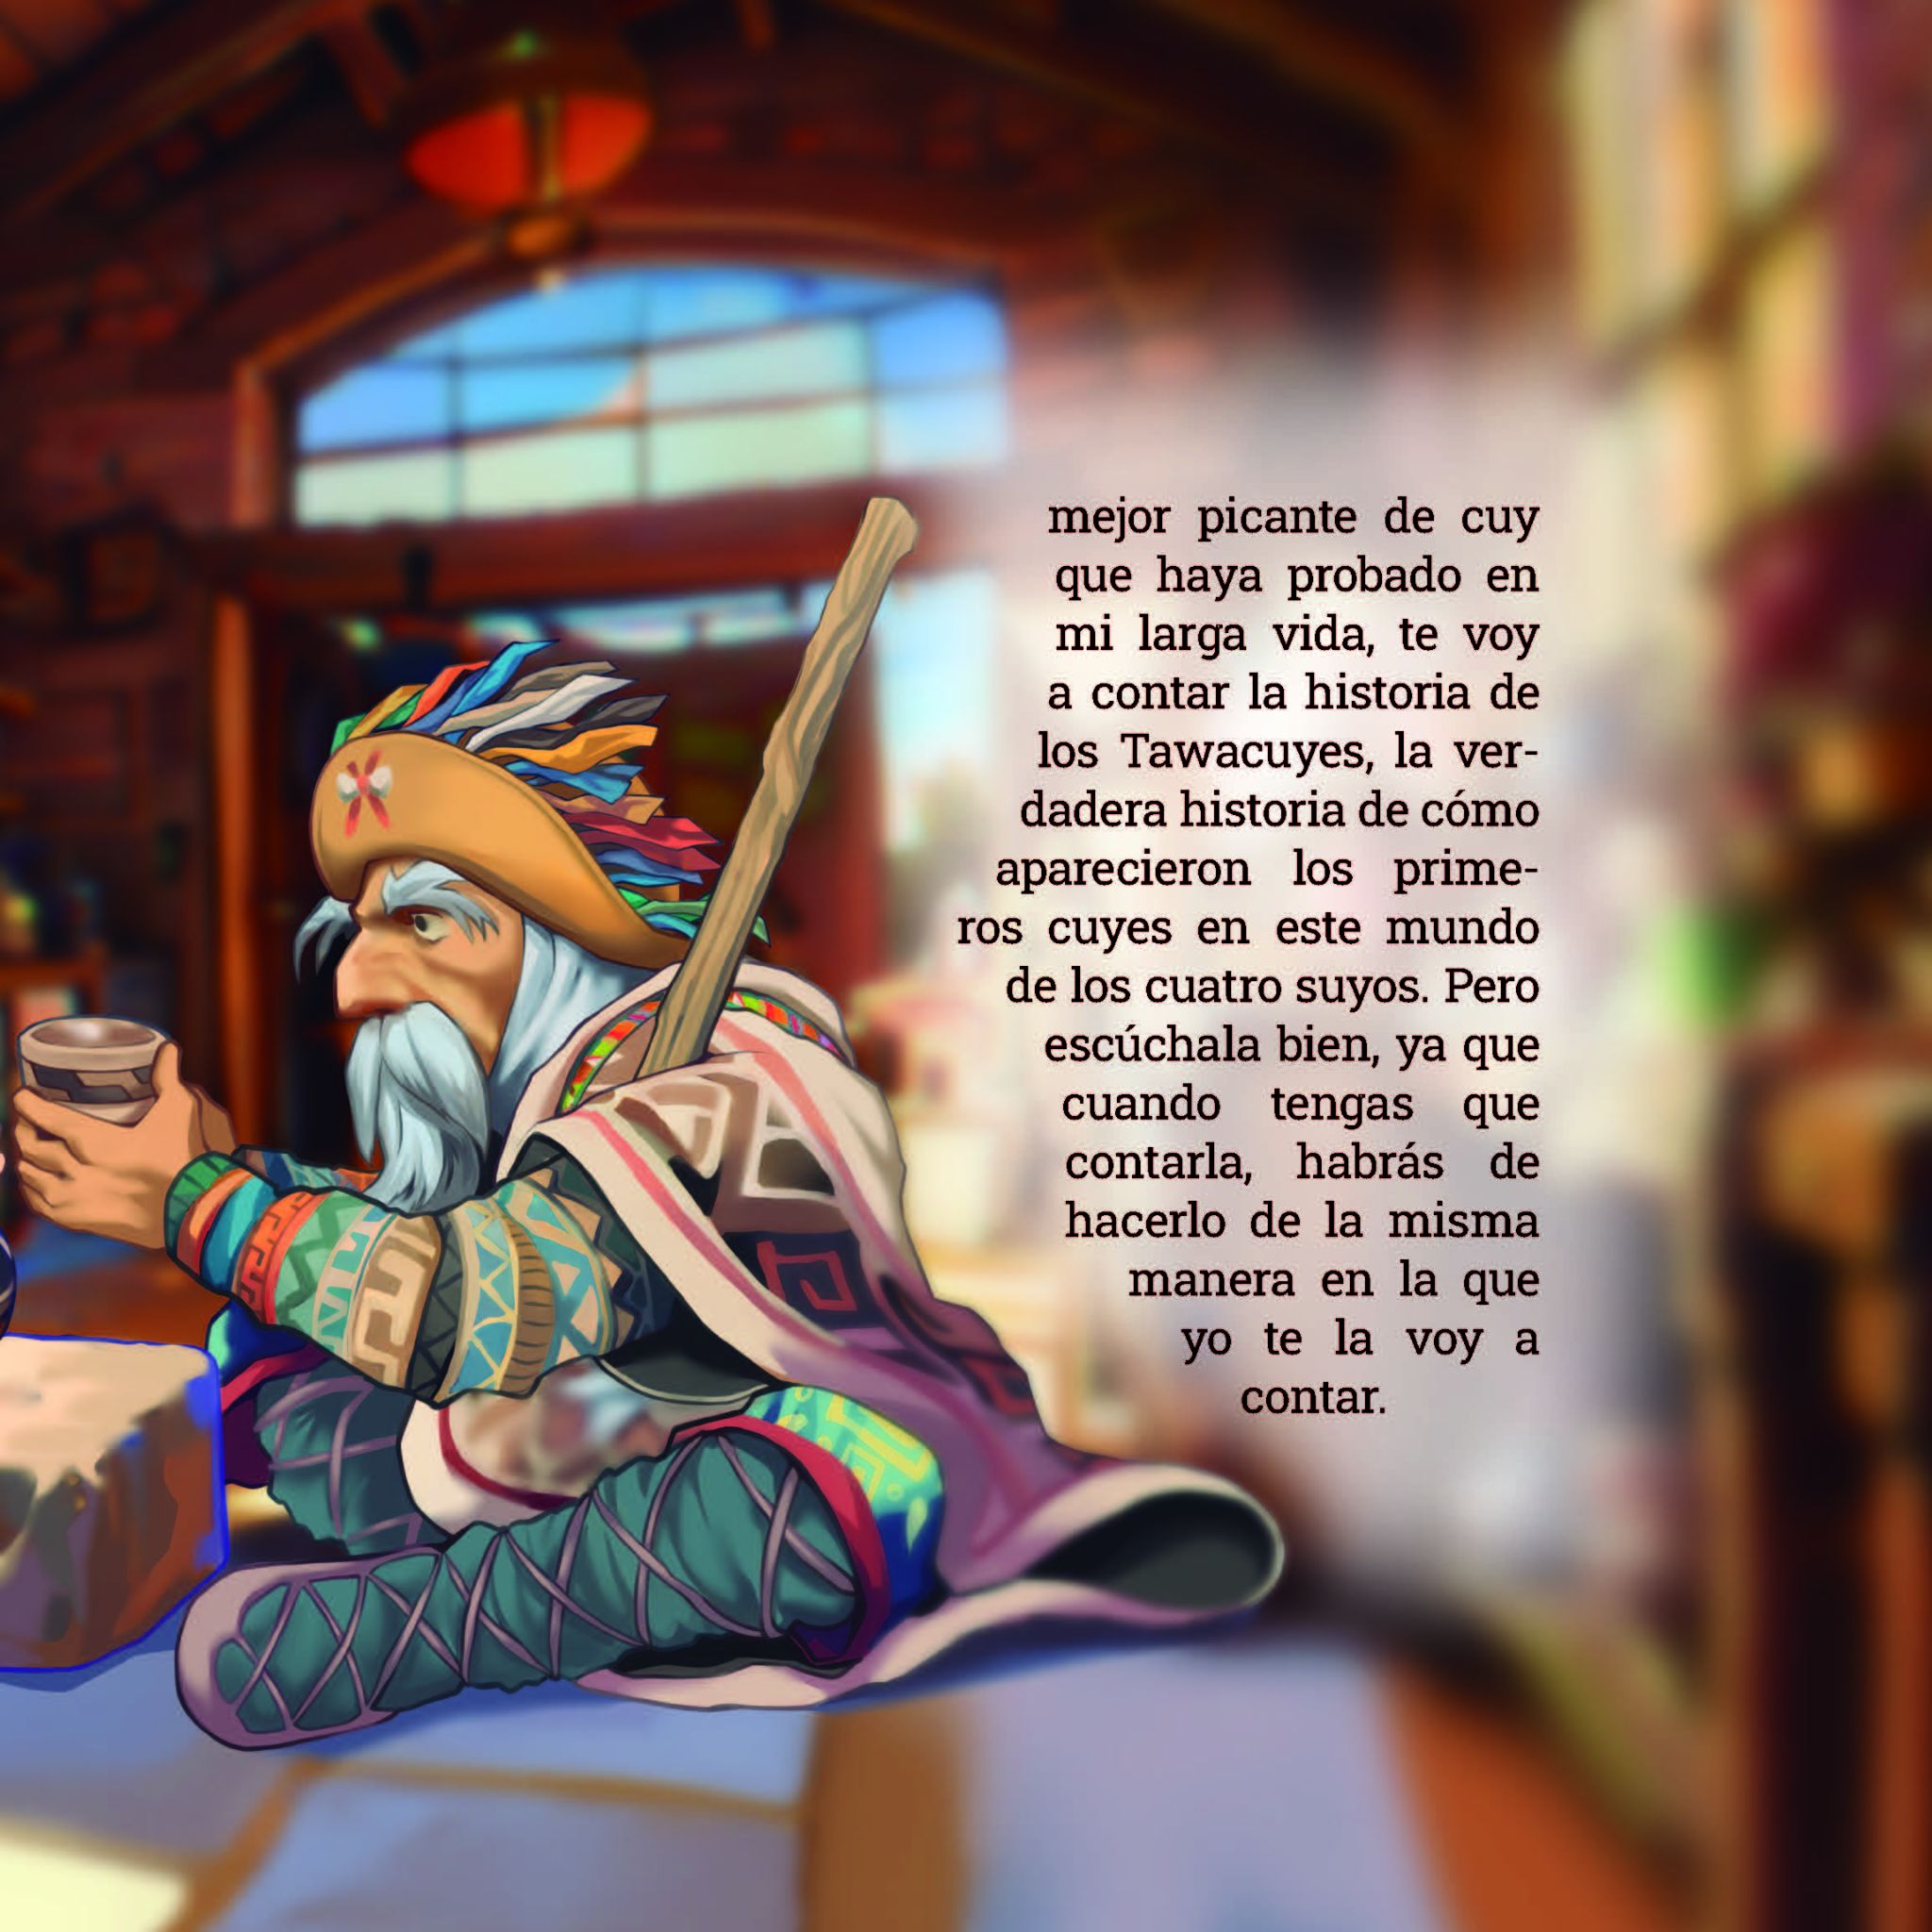 mejor picante de cuy
que haya probado en
mi larga vida, te voy
a contar la historia de
los Tawacuyes, la ver-
dadera historia de cómo
aparecieron los prime-
ros cuyes en este mundo
de los cuatro suyos. Pero
escúchala bien, ya que
cuando tengas que
contarla, habrás de
hacerlo de la misma
manera en la que
yo te la voy a
contar.